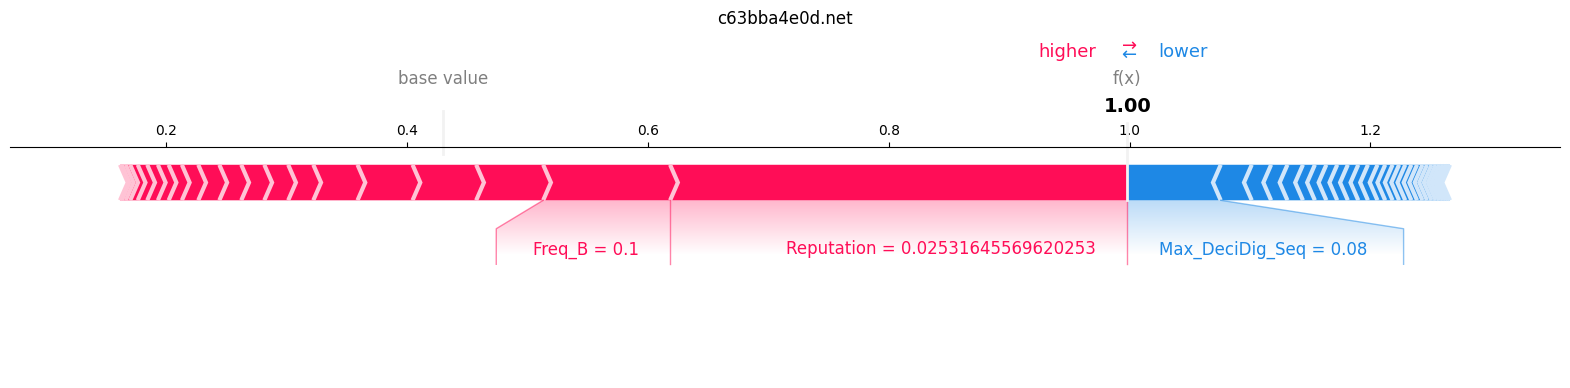 c63bba4e0d.net
higher ⇄ lower
base value f(x)
1.00
0.2 0.4 0.6 0.8 1.0 1.2
Freq_B = 0.1 Reputation = 0.02531645569620253 Max_DeciDig_Seq = 0.08